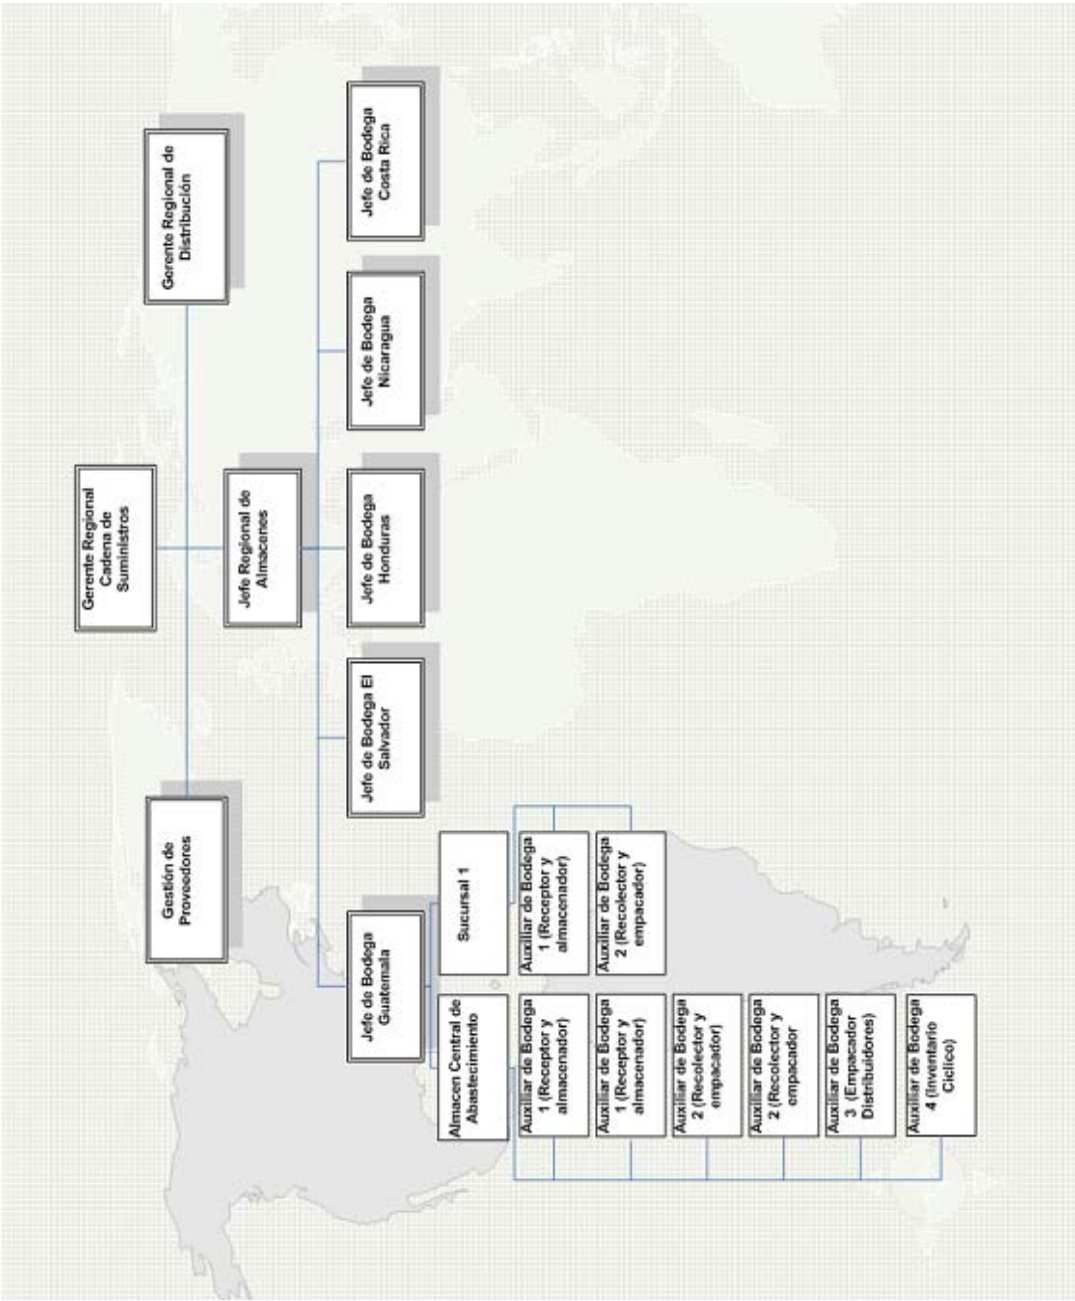 Gerente Regional
Cadena de
Suministros
Gestión de
Proveedores
Gerente Regional de
Distribución
Jefe Regional de
Almacenes
Jefe de Bodega
Guatemala
Jefe de Bodega El
Salvador
Jefe de Bodega
Honduras
Jefe de Bodega
Nicaragua
Jefe de Bodega
Costa Rica
Almacen Central de
Abastecimiento
Auxiliar de Bodega
1 (Receptor y
almacenador)
Auxiliar de Bodega
1 (Receptor y
almacenador)
Auxiliar de Bodega
2 (Recolector y
empacador)
Auxiliar de Bodega
2 (Recolector y
empacador
Auxiliar de Bodega
3 (Empacador
Distribuidores)
Auxiliar de Bodega
4 (Inventario
Ciclico)
Sucursal 1
Auxiliar de Bodega
1 (Receptor y
almacenador)
Auxiliar de Bodega
2 (Recolector y
empacador)